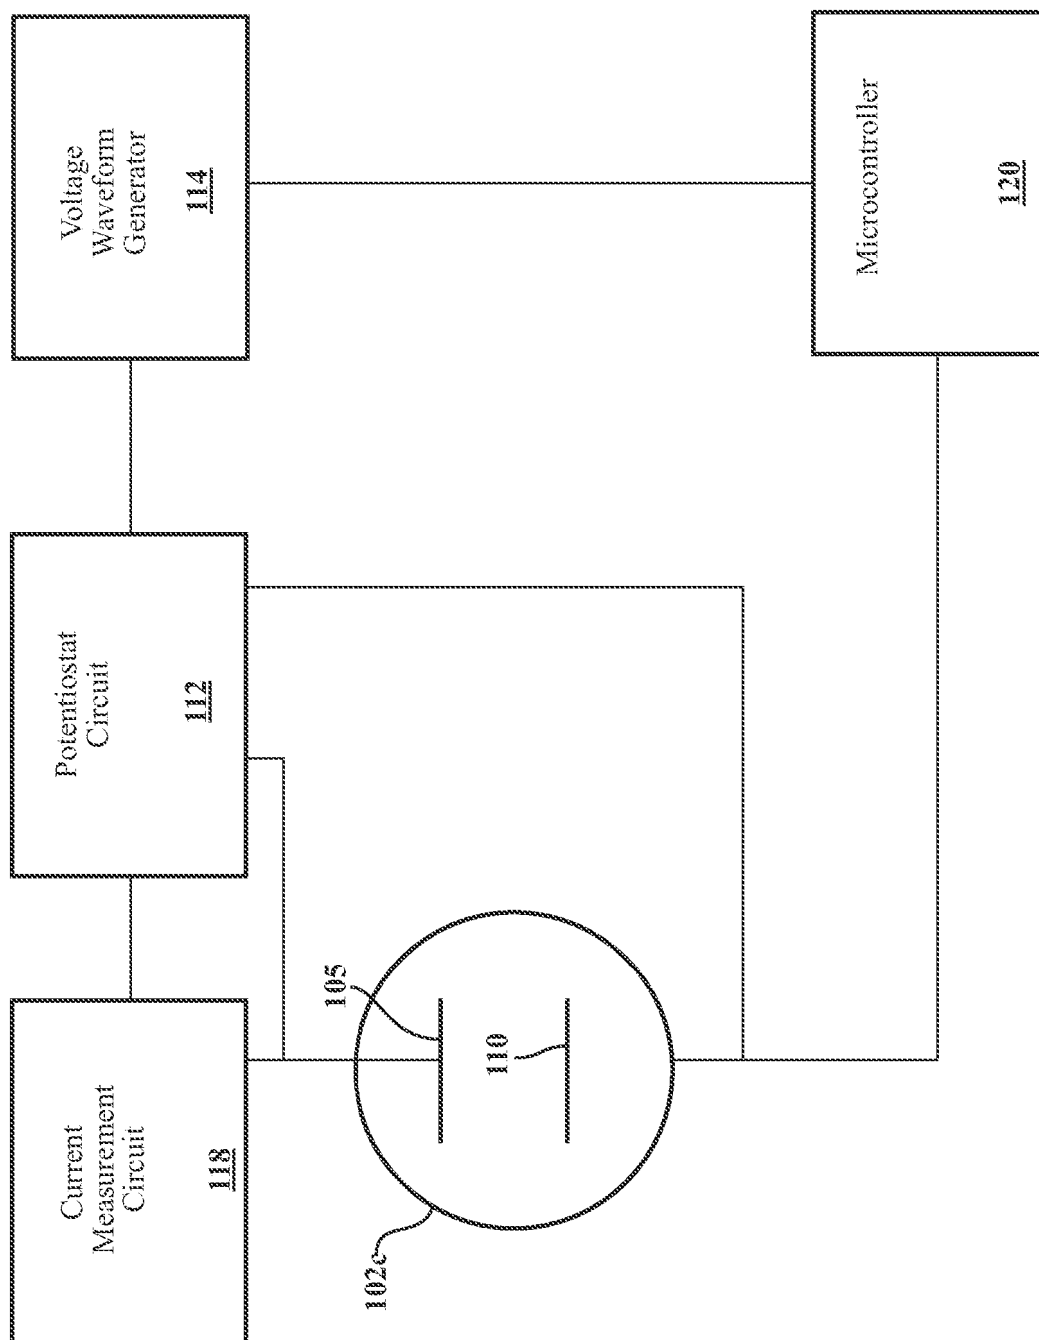 Current
Measurement
Circuit
118
Potentiostat
Circuit
112
Voltage
Waveform
Generator
114
102c
105
110
Microcontroller
120